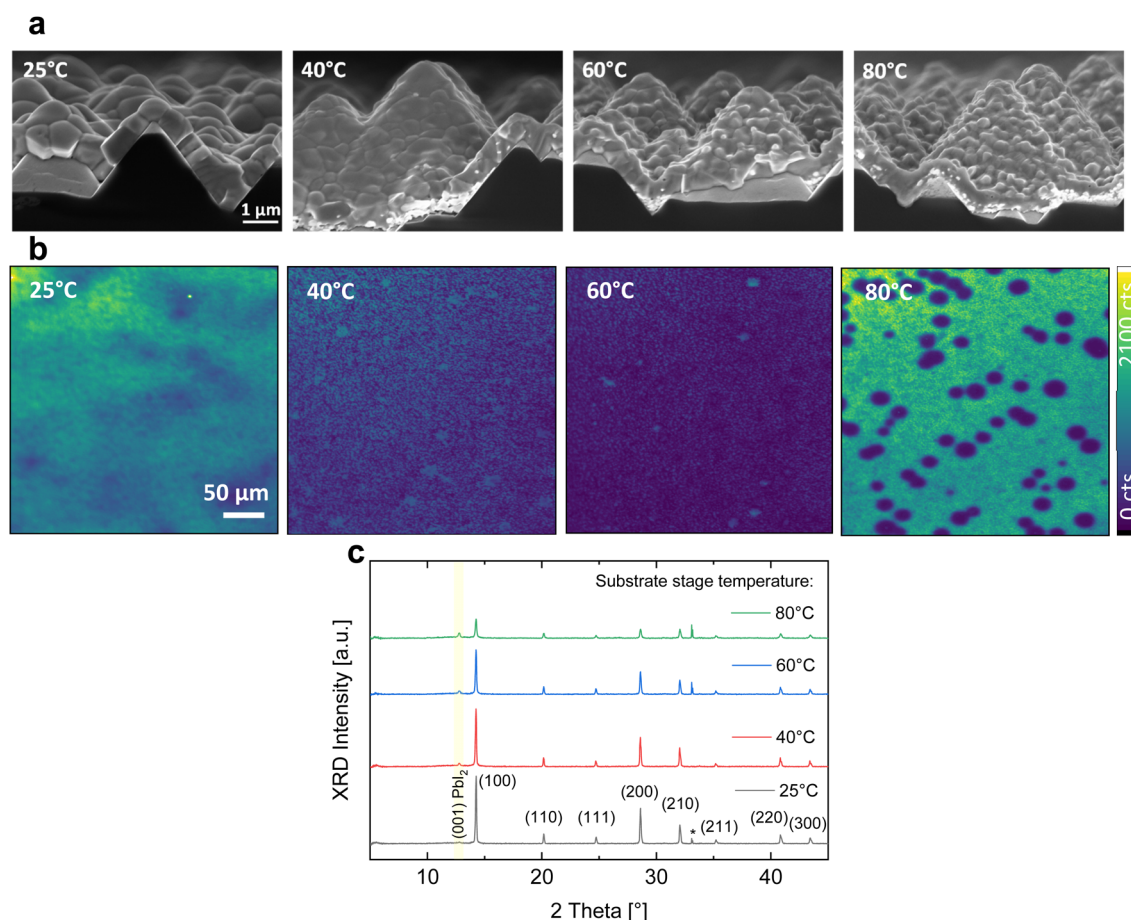 a
25°C
40°C
60°C
80°C
1 µm
b
25°C
40°C
60°C
80°C
50 µm
2100 cts
0 cts
c
Substrate stage temperature:
80°C
60°C
40°C
25°C
XRD Intensity [a.u.]
(001) PbI₂
(100)
(110)
(111)
(200)
(210)
*
(211)
(220)
(300)
10
20
30
40
2 Theta [°]